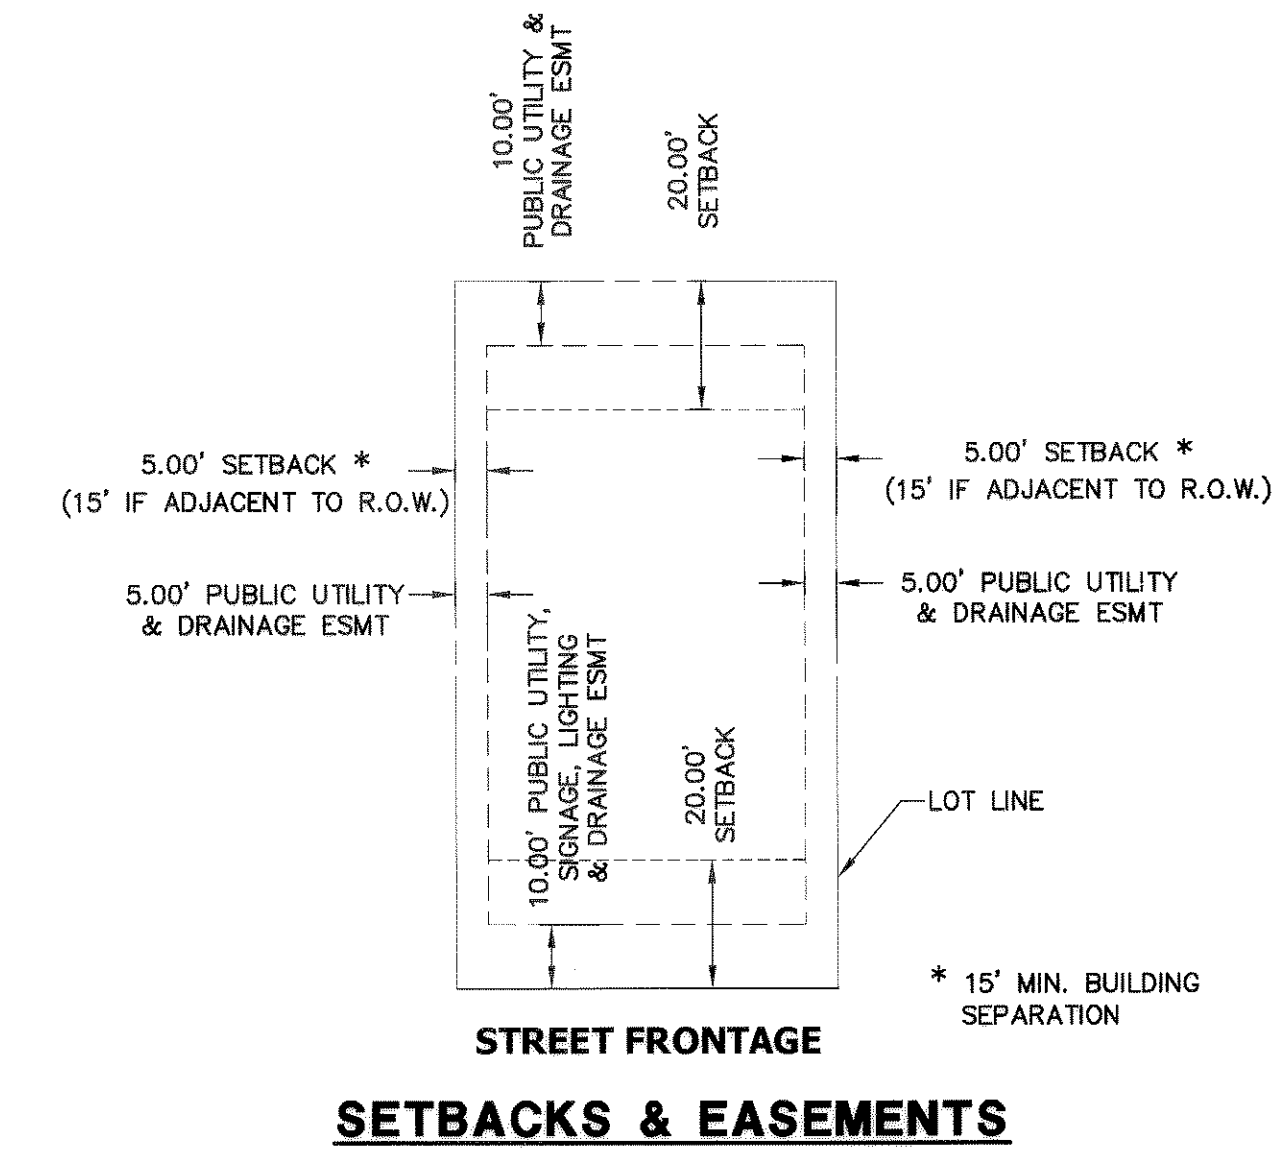 10.00'
PUBLIC UTILITY &
DRAINAGE ESMT
20.00'
SETBACK
5.00' SETBACK *
(15' IF ADJACENT TO R.O.W.)
5.00' SETBACK *
(15' IF ADJACENT TO R.O.W.)
5.00' PUBLIC UTILITY
& DRAINAGE ESMT
5.00' PUBLIC UTILITY
& DRAINAGE ESMT
10.00' PUBLIC UTILITY,
SIGNAGE, LIGHTING
& DRAINAGE ESMT
20.00'
SETBACK
LOT LINE
* 15' MIN. BUILDING
SEPARATION
STREET FRONTAGE
SETBACKS & EASEMENTS